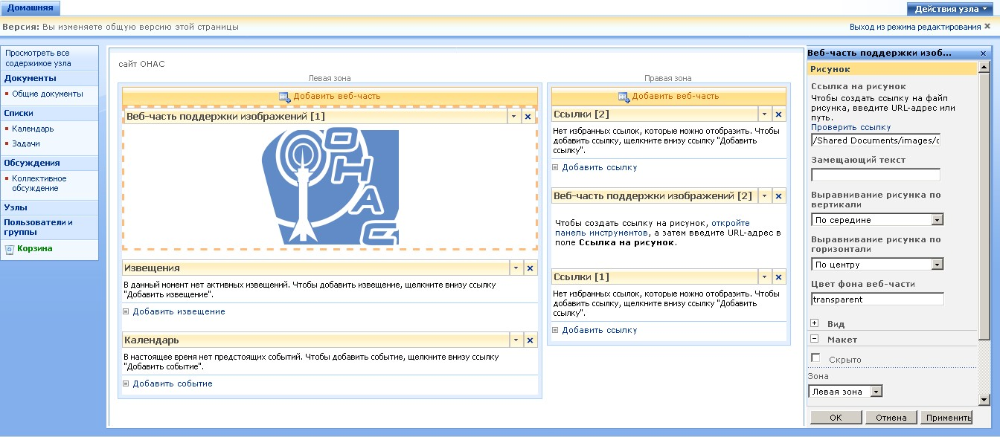 Домашняя
Действия узла
Версия: Вы изменяете общую версию этой страницы
Выход из режима редактирования
Просмотреть все
содержимое узла
Документы
Общие документы
Списки
Календарь
Задачи
Обсуждения
Коллективное
обсуждение
Узлы
Пользователи и
группы
Корзина
сайт ОНАС
Левая зона
Добавить веб-часть
Веб-часть поддержки изображений [1]
ОНАС
Извещения
В данный момент нет активных извещений. Чтобы добавить извещение, щелкните внизу ссылку
"Добавить извещение".
Добавить извещение
Календарь
В настоящее время нет предстоящих событий. Чтобы добавить событие, щелкните внизу ссылку
"Добавить событие".
Добавить событие
Правая зона
Добавить веб-часть
Ссылки [2]
Нет избранных ссылок, которые можно отобразить. Чтобы
добавить ссылку, щелкните внизу ссылку "Добавить
ссылку".
Добавить ссылку
Веб-часть поддержки изображений [2]
Чтобы создать ссылку на рисунок, откройте
панель инструментов, а затем введите URL-адрес в
поле Ссылка на рисунок.
Ссылки [1]
Нет избранных ссылок, которые можно отобразить. Чтобы
добавить ссылку, щелкните внизу ссылку "Добавить
ссылку".
Добавить ссылку
Веб-часть поддержки изоб...
Рисунок
Ссылка на рисунок
Чтобы создать ссылку на файл
рисунка, введите URL-адрес или
путь.
Проверить ссылку
/Shared Documents/images/c
Замещающий текст
Выравнивание рисунка по
вертикали
По середине
Выравнивание рисунка по
горизонтали
По центру
Цвет фона веб-части
transparent
Вид
Макет
Скрыто
Зона
Левая зона
ОК
Отмена
Применить